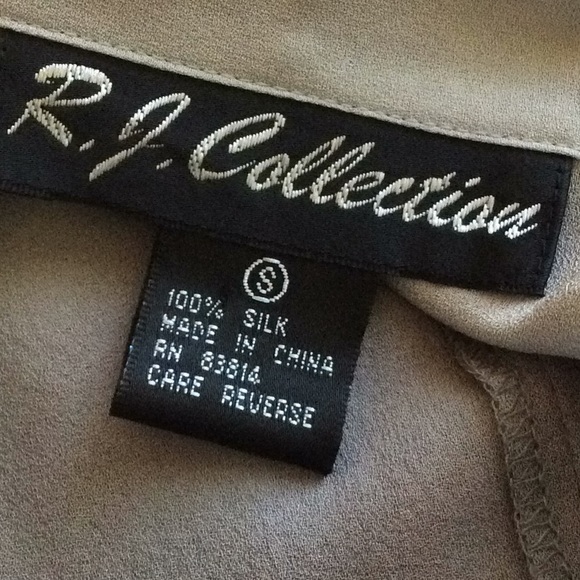 R.J. Collection
S
100% SILK
MADE IN CHINA
RN 83814
CARE REVERSE